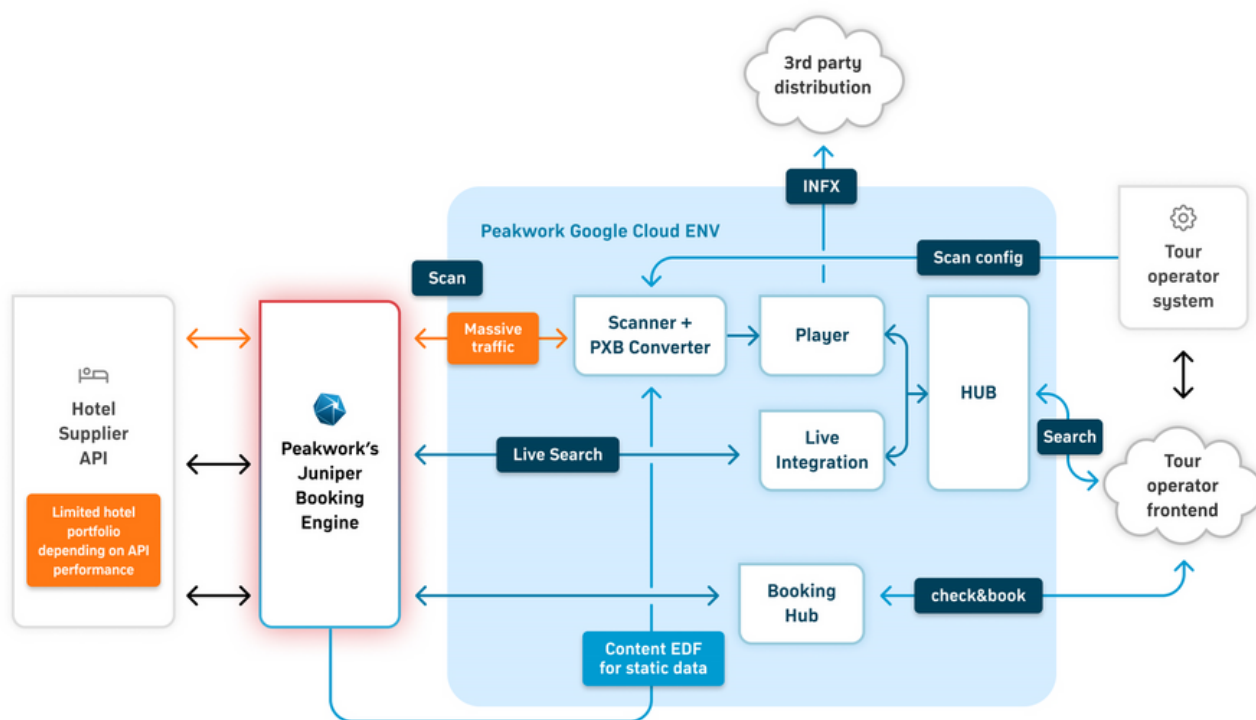 3rd party
distribution
INFX
Peakwork Google Cloud ENV
Scan config
Tour
operator
system
Scan
Massive
traffic
Scanner +
PXB Converter
Player
HUB
Hotel
Supplier
API
Limited hotel
portfolio
depending on API
performance
Peakwork's
Juniper
Booking
Engine
Live Search
Live
Integration
Search
Tour
operator
frontend
Booking
Hub
check&book
Content EDF
for static data